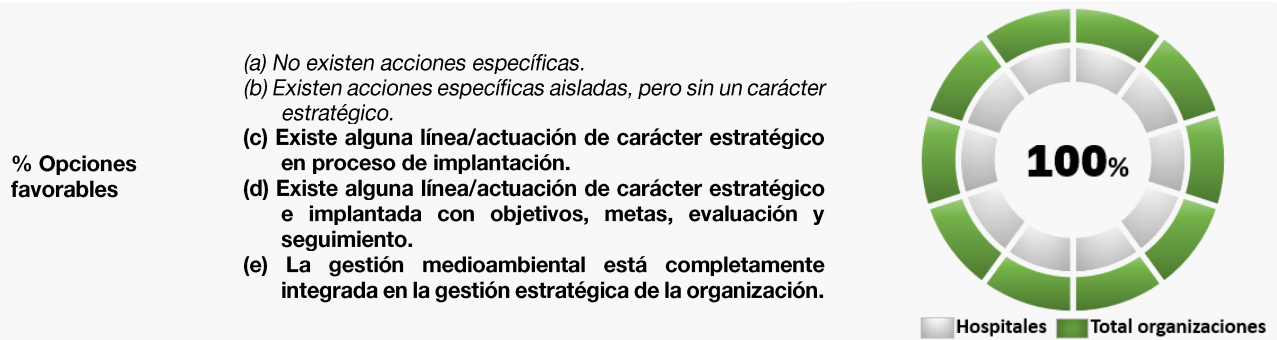 % Opciones
favorables
(a) No existen acciones específicas.
(b) Existen acciones específicas aisladas, pero sin un carácter
estratégico.
(c) Existe alguna línea/actuación de carácter estratégico
en proceso de implantación.
(d) Existe alguna línea/actuación de carácter estratégico
e implantada con objetivos, metas, evaluación y
seguimiento.
(e) La gestión medioambiental está completamente
integrada en la gestión estratégica de la organización.
100%
Hospitales
Total organizaciones